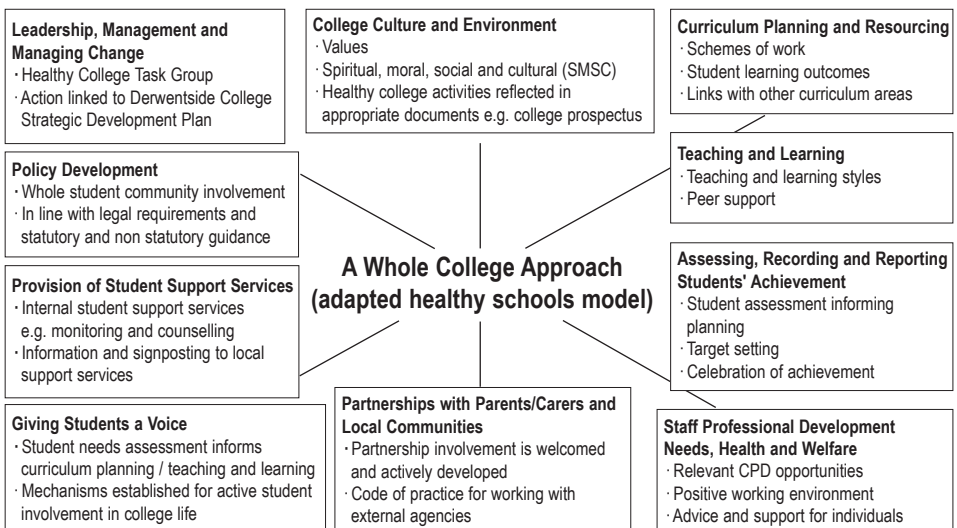 Leadership, Management and
Managing Change
· Healthy College Task Group
· Action linked to Derwentside College
Strategic Development Plan
College Culture and Environment
· Values
· Spiritual, moral, social and cultural (SMSC)
· Healthy college activities reflected in
appropriate documents e.g. college prospectus
Curriculum Planning and Resourcing
· Schemes of work
· Student learning outcomes
· Links with other curriculum areas
Policy Development
· Whole student community involvement
· In line with legal requirements and
statutory and non statutory guidance
Teaching and Learning
· Teaching and learning styles
· Peer support
A Whole College Approach
(adapted healthy schools model)
Provision of Student Support Services
· Internal student support services
e.g. monitoring and counselling
· Information and signposting to local
support services
Assessing, Recording and Reporting
Students' Achievement
· Student assessment informing
planning
· Target setting
· Celebration of achievement
Giving Students a Voice
· Student needs assessment informs
curriculum planning / teaching and learning
· Mechanisms established for active student
involvement in college life
Partnerships with Parents/Carers and
Local Communities
· Partnership involvement is welcomed
and actively developed
· Code of practice for working with
external agencies
Staff Professional Development
Needs, Health and Welfare
· Relevant CPD opportunities
· Positive working environment
· Advice and support for individuals